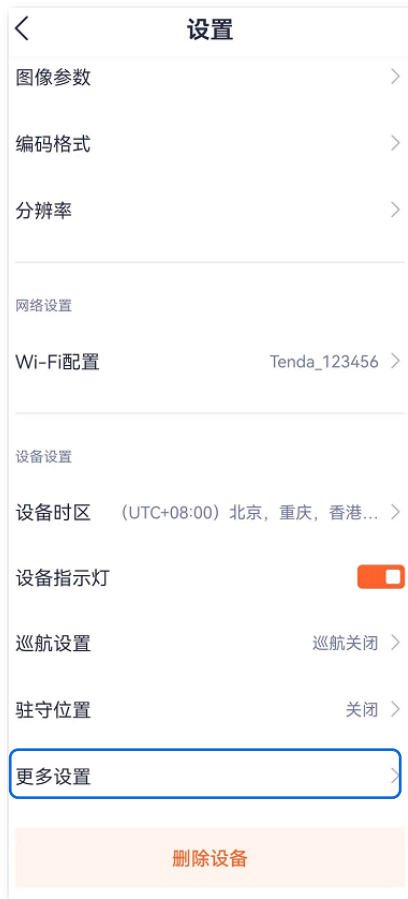 设置
图像参数
编码格式
分辨率
网络设置
Wi-Fi配置 Tenda_123456
设备设置
设备时区 （UTC+08:00）北京，重庆，香港...
设备指示灯
巡航设置 巡航关闭
驻守位置 关闭
更多设置
删除设备